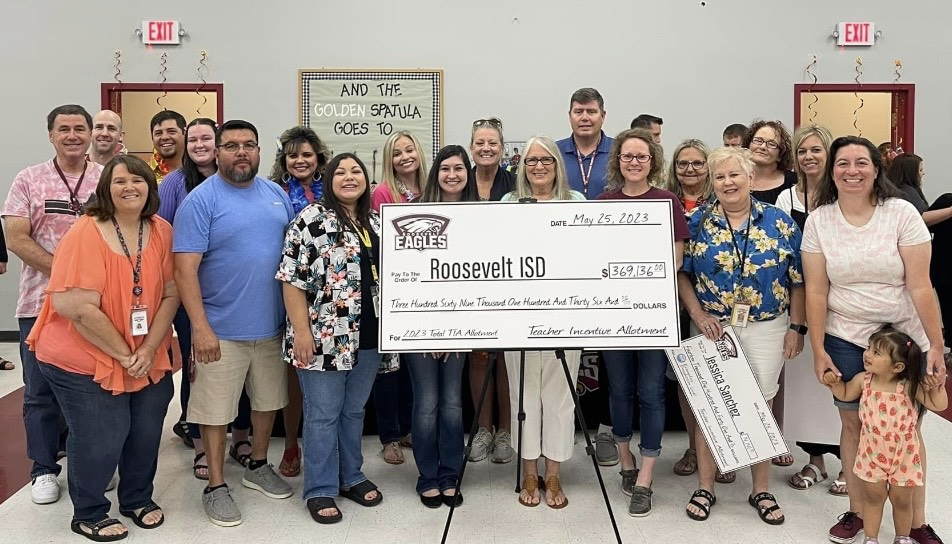 EXIT
EXIT
AND THE
GOLDEN SPATULA
GOES TO
DATE May 25, 2023
EAGLES
Pay To The
Order Of Roosevelt ISD $ 369,136.00
Three Hundred Sixty Nine Thousand One Hundred And Thirty Six And DOLLARS
For 2023 Total TIA Allotment Teacher Incentive Allotment
Jessica Sanchez